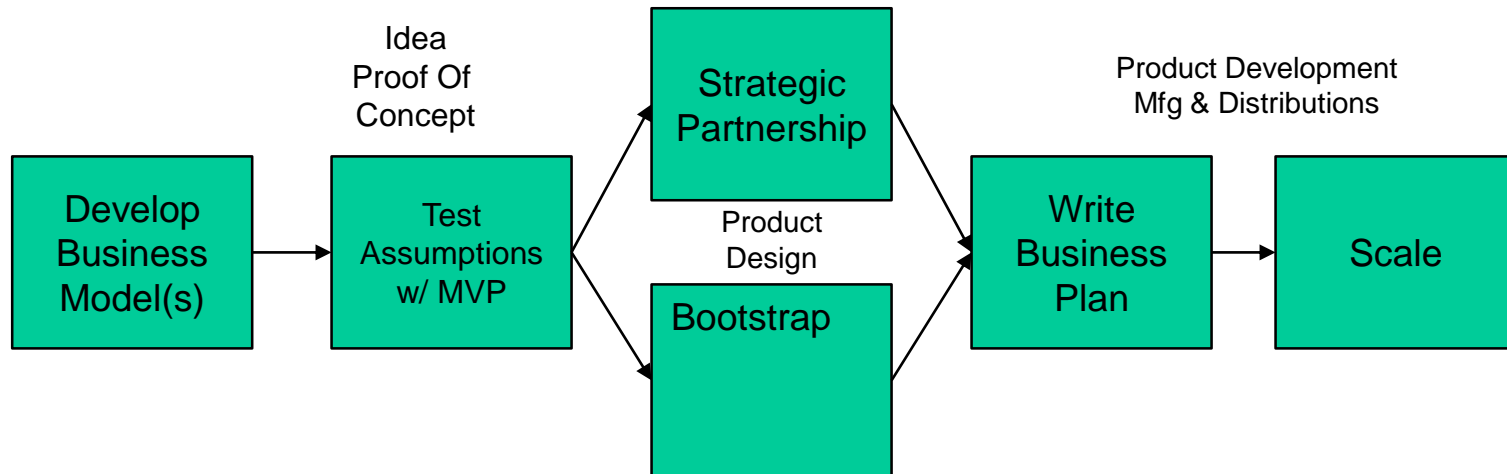 Idea
Proof Of
Concept
Develop
Business
Model(s)
Test
Assumptions
w/ MVP
Strategic
Partnership
Product
Design
Bootstrap
Product Development
Mfg & Distributions
Write
Business
Plan
Scale